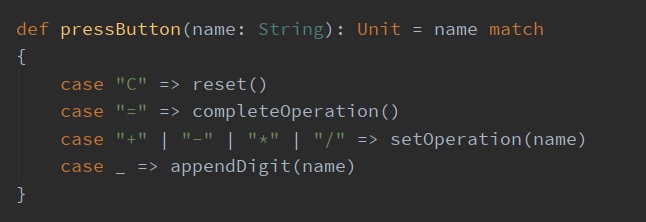 def pressButton(name: String): Unit = name match
{
    case "C" => reset()
    case "=" => completeOperation()
    case "+" | "-" | "*" | "/" => setOperation(name)
    case _ => appendDigit(name)
}